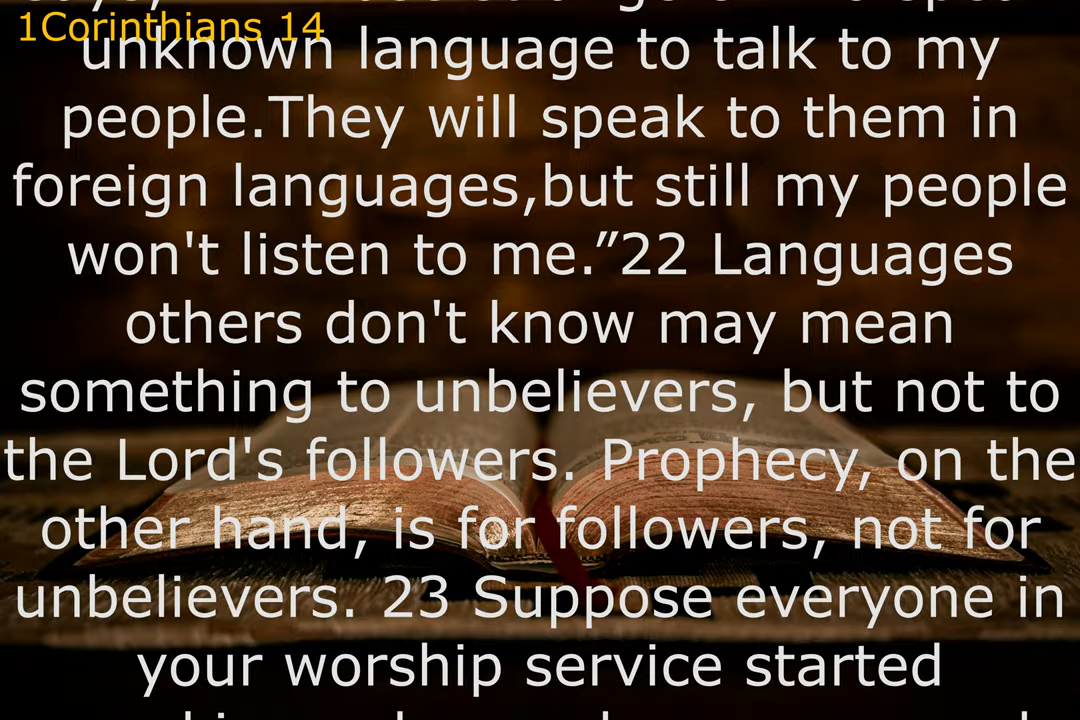 1Corinthians 14
unknown language to talk to my
people.They will speak to them in
foreign languages,but still my people
won't listen to me.”22 Languages
others don't know may mean
something to unbelievers, but not to
the Lord's followers. Prophecy, on the
other hand, is for followers, not for
unbelievers. 23 Suppose everyone in
your worship service started